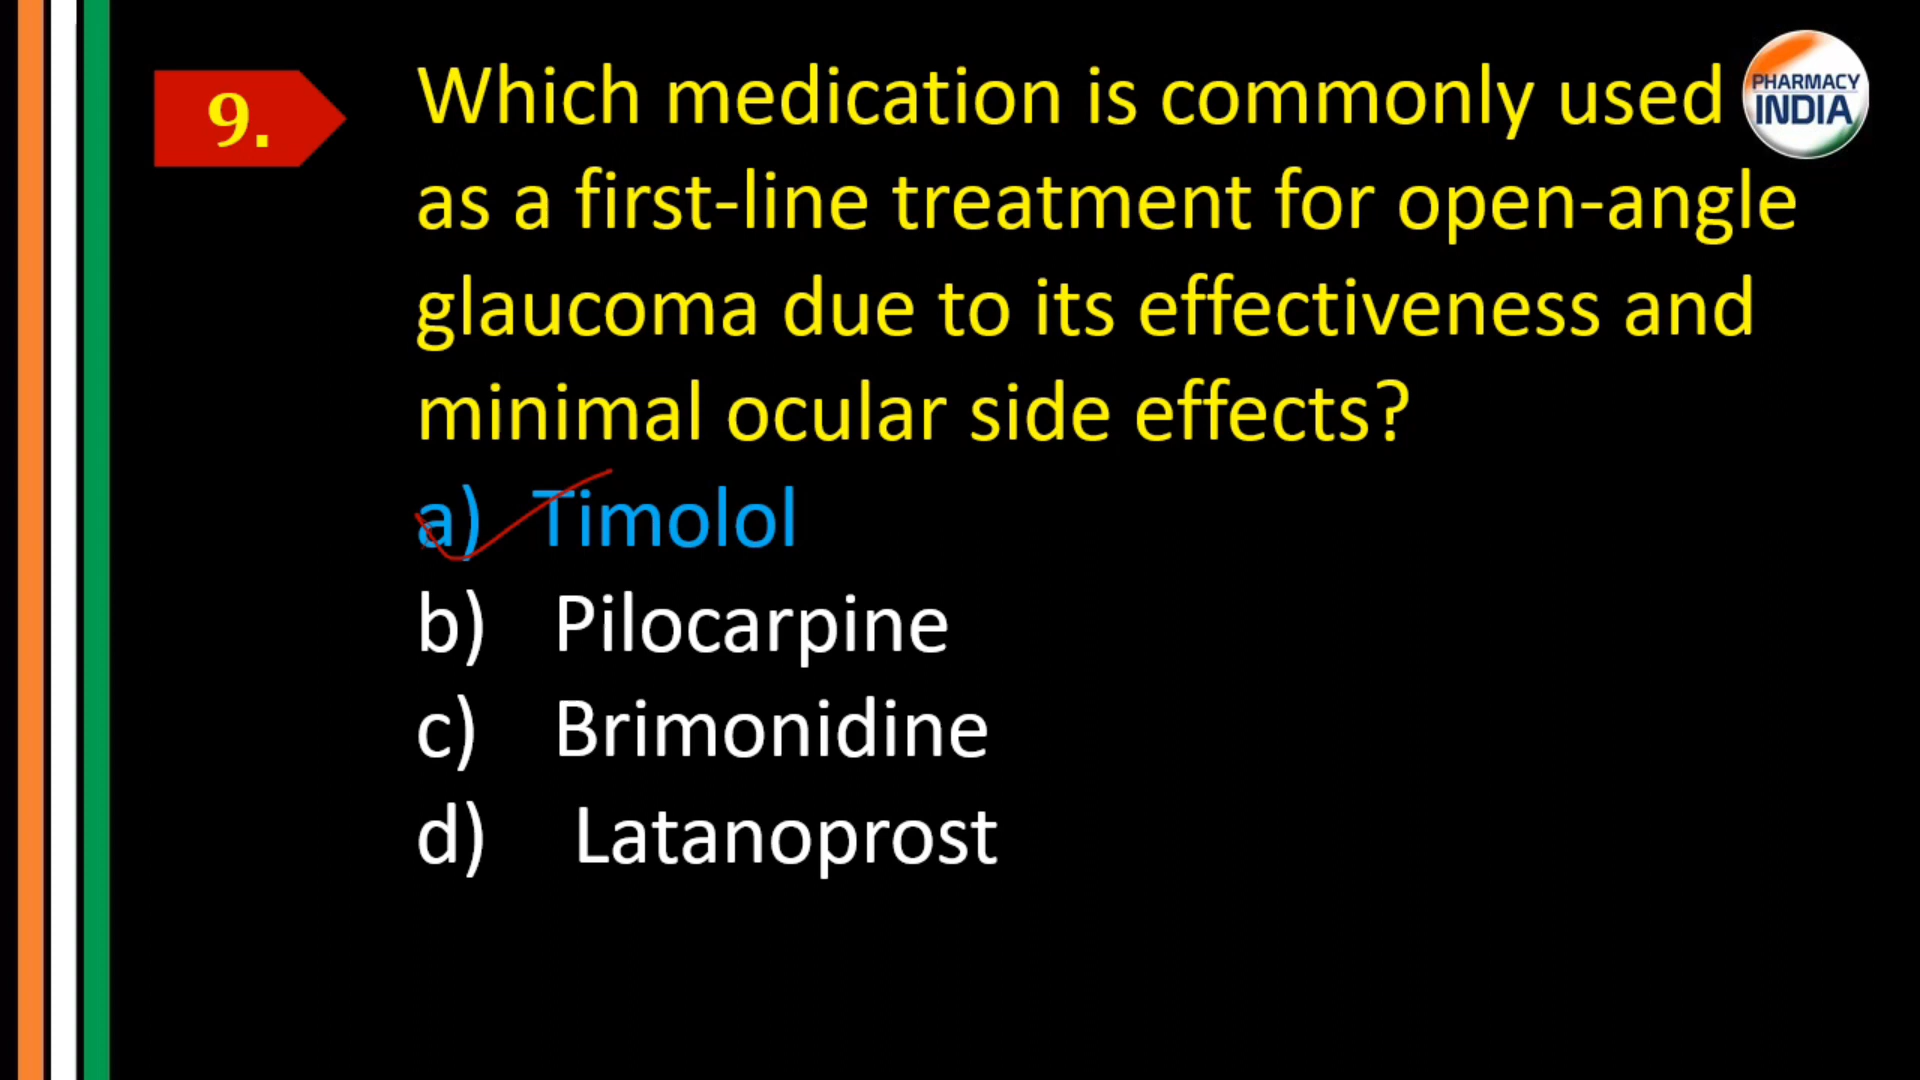 9.
Which medication is commonly used
as a first-line treatment for open-angle
glaucoma due to its effectiveness and
minimal ocular side effects?
a) Timolol
b) Pilocarpine
c) Brimonidine
d) Latanoprost
PHARMACY
INDIA